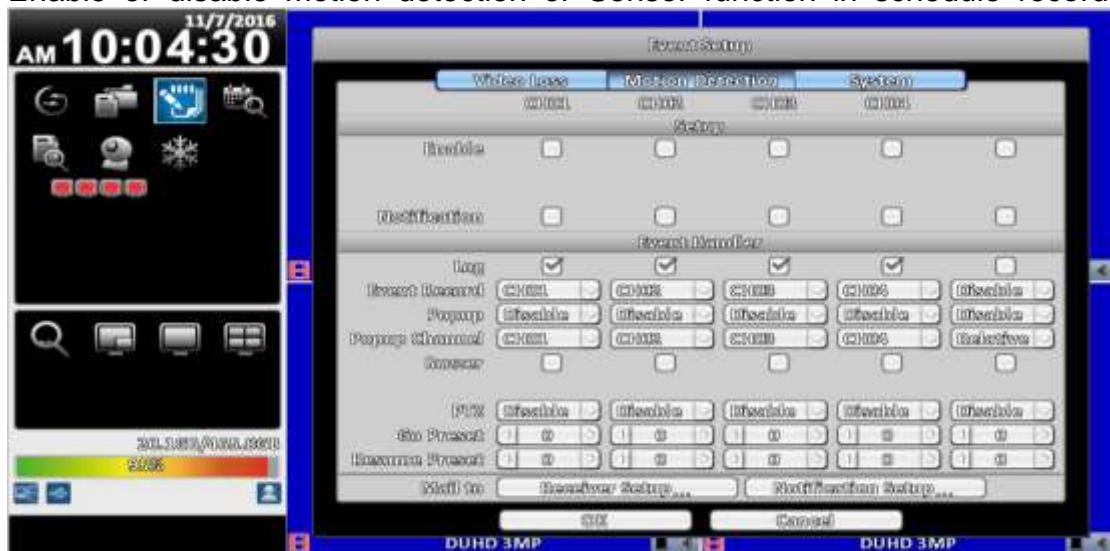 Enable or disable motion detection or Sensor function in schedule record
11/7/2016
AM 10:04:30
Event Setup
Video Loss Motion Detection System
CH01 CH02 CH03 CH04
Setup
Enable
Notification
Event Handler
Log
Event Record CH01 CH02 CH03 CH04 Disable
Popup Disable Disable Disable Disable Disable
Popup Channel CH01 CH02 CH03 CH04 Relative
Buzzer
PTZ Disable Disable Disable Disable Disable
Go Preset 0 0 0 0 0
Resume Preset 0 0 0 0 0
Mail to Receiver Setup... Notification Setup...
OK Cancel
DUHD 3MP DUHD 3MP